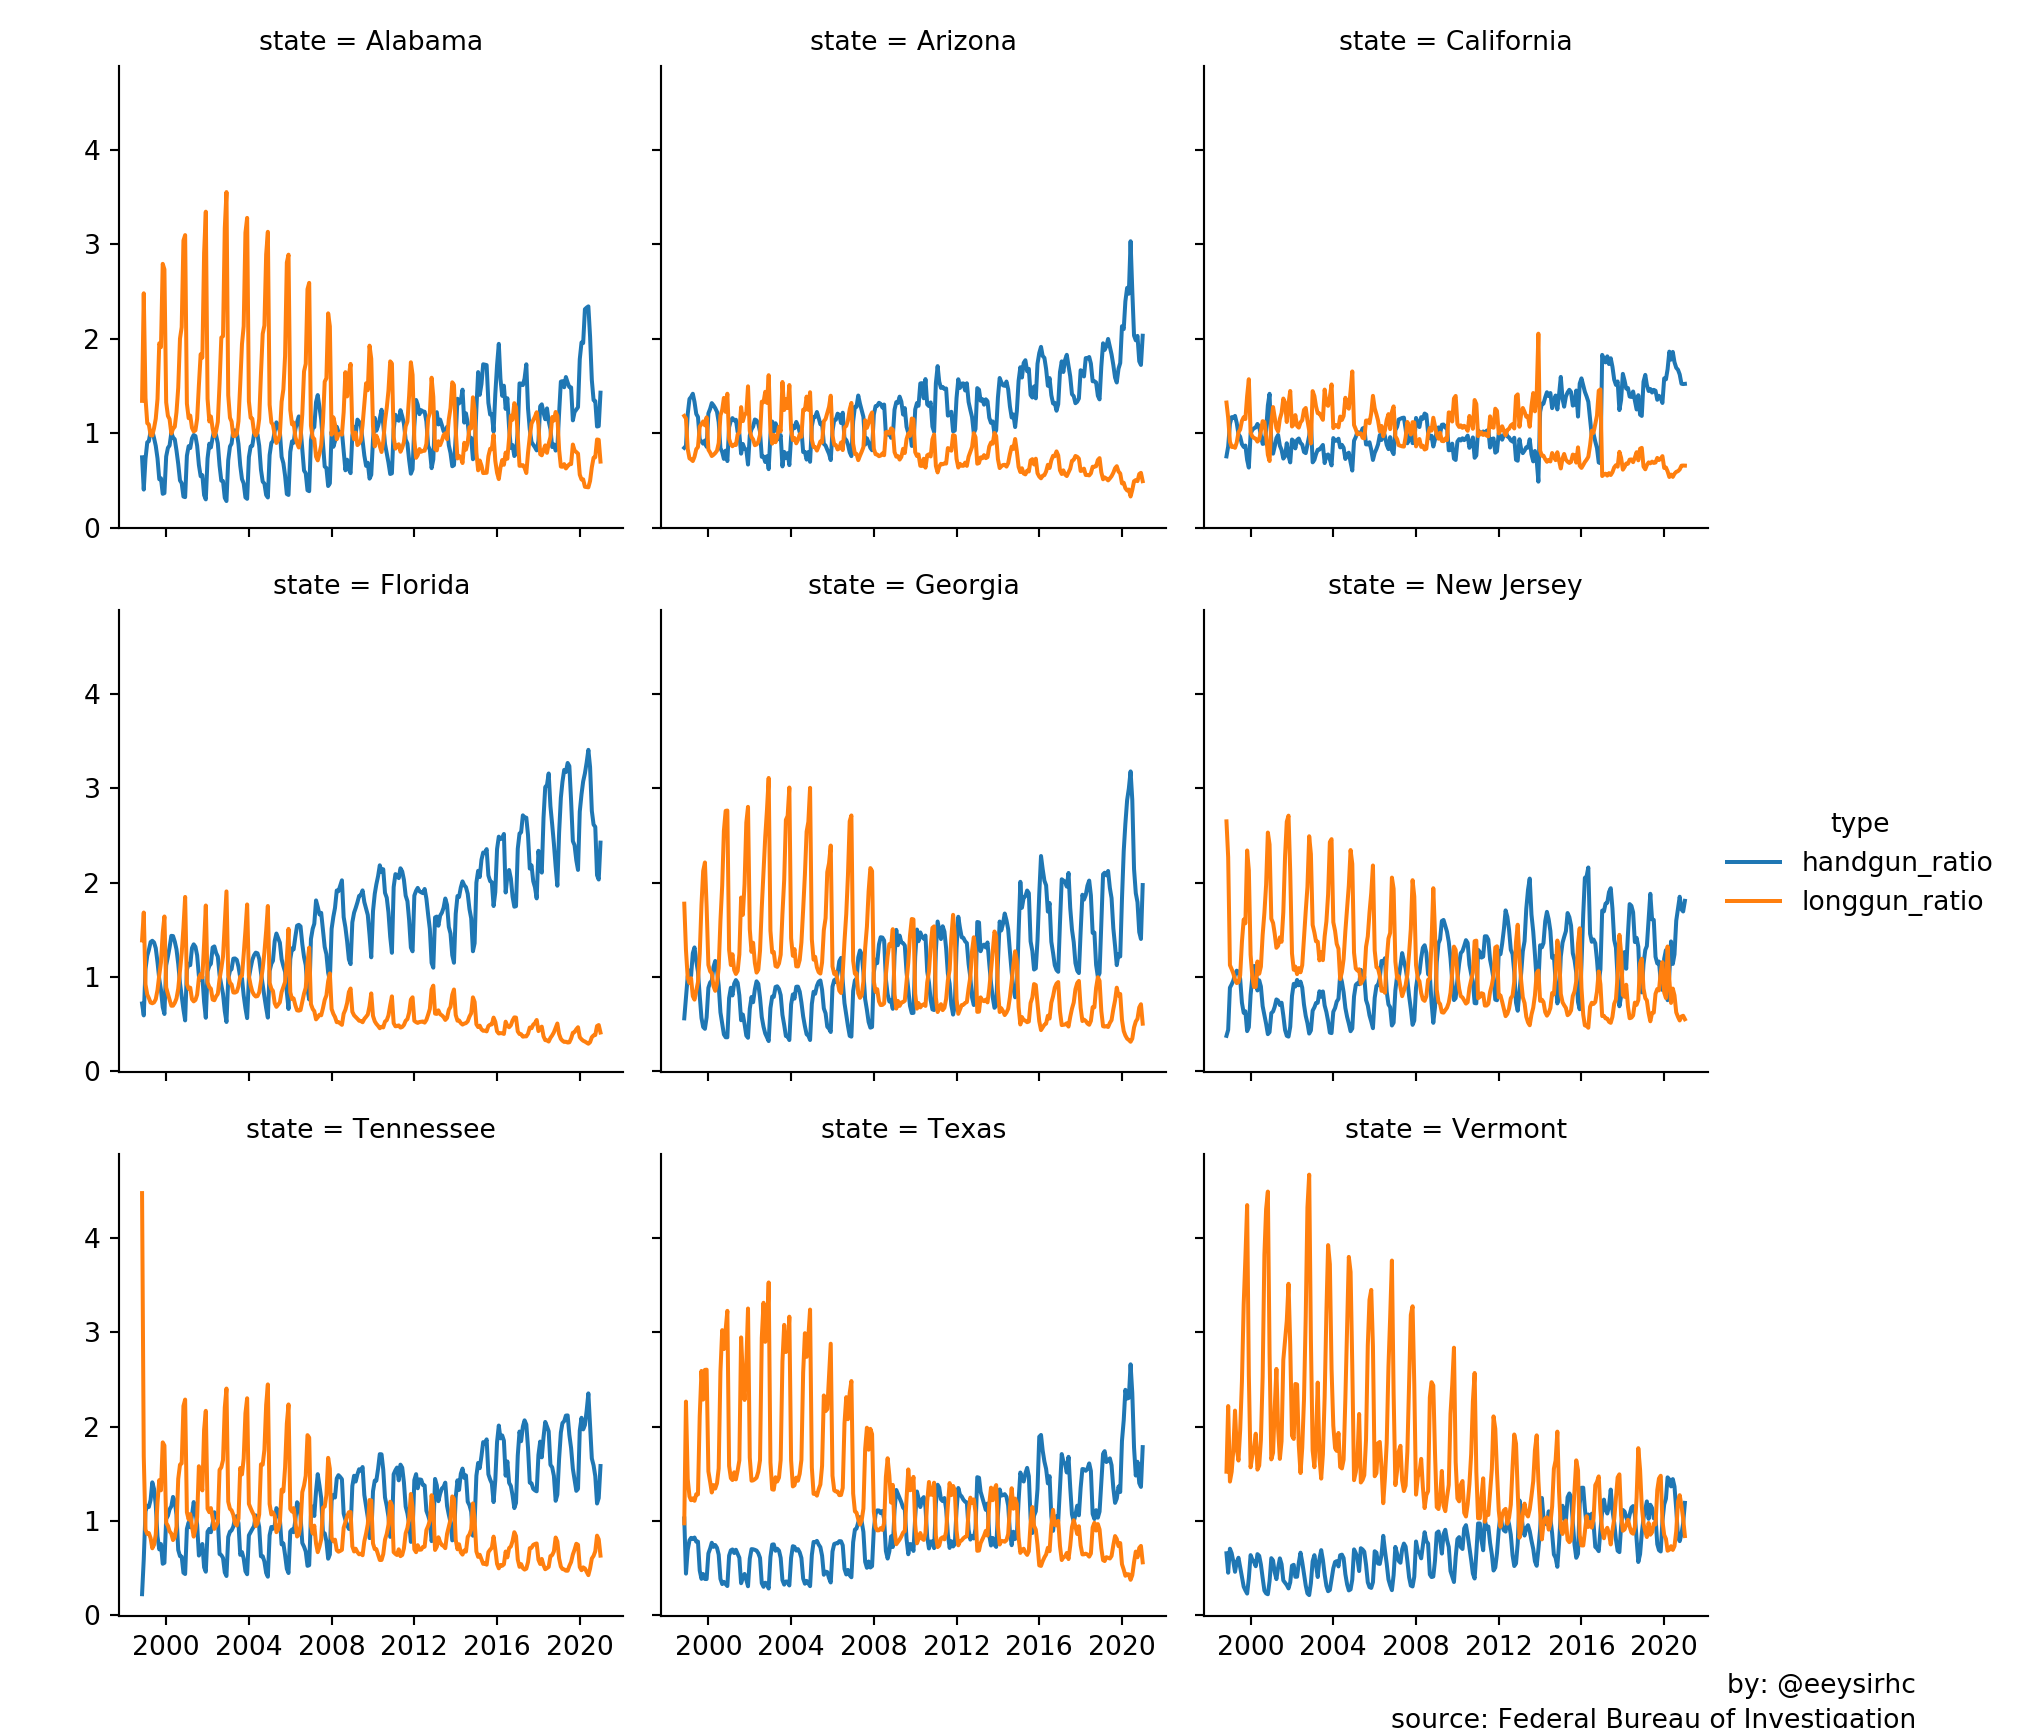 state = Alabama
state = Arizona
state = California
4
3
2
1
0
state = Florida
state = Georgia
state = New Jersey
4
3
2
1
0
type
handgun_ratio
longgun_ratio
state = Tennessee
state = Texas
state = Vermont
4
3
2
1
0
2000 2004 2008 2012 2016 2020
2000 2004 2008 2012 2016 2020
2000 2004 2008 2012 2016 2020
by: @eeysirhc
source: Federal Bureau of Investigation